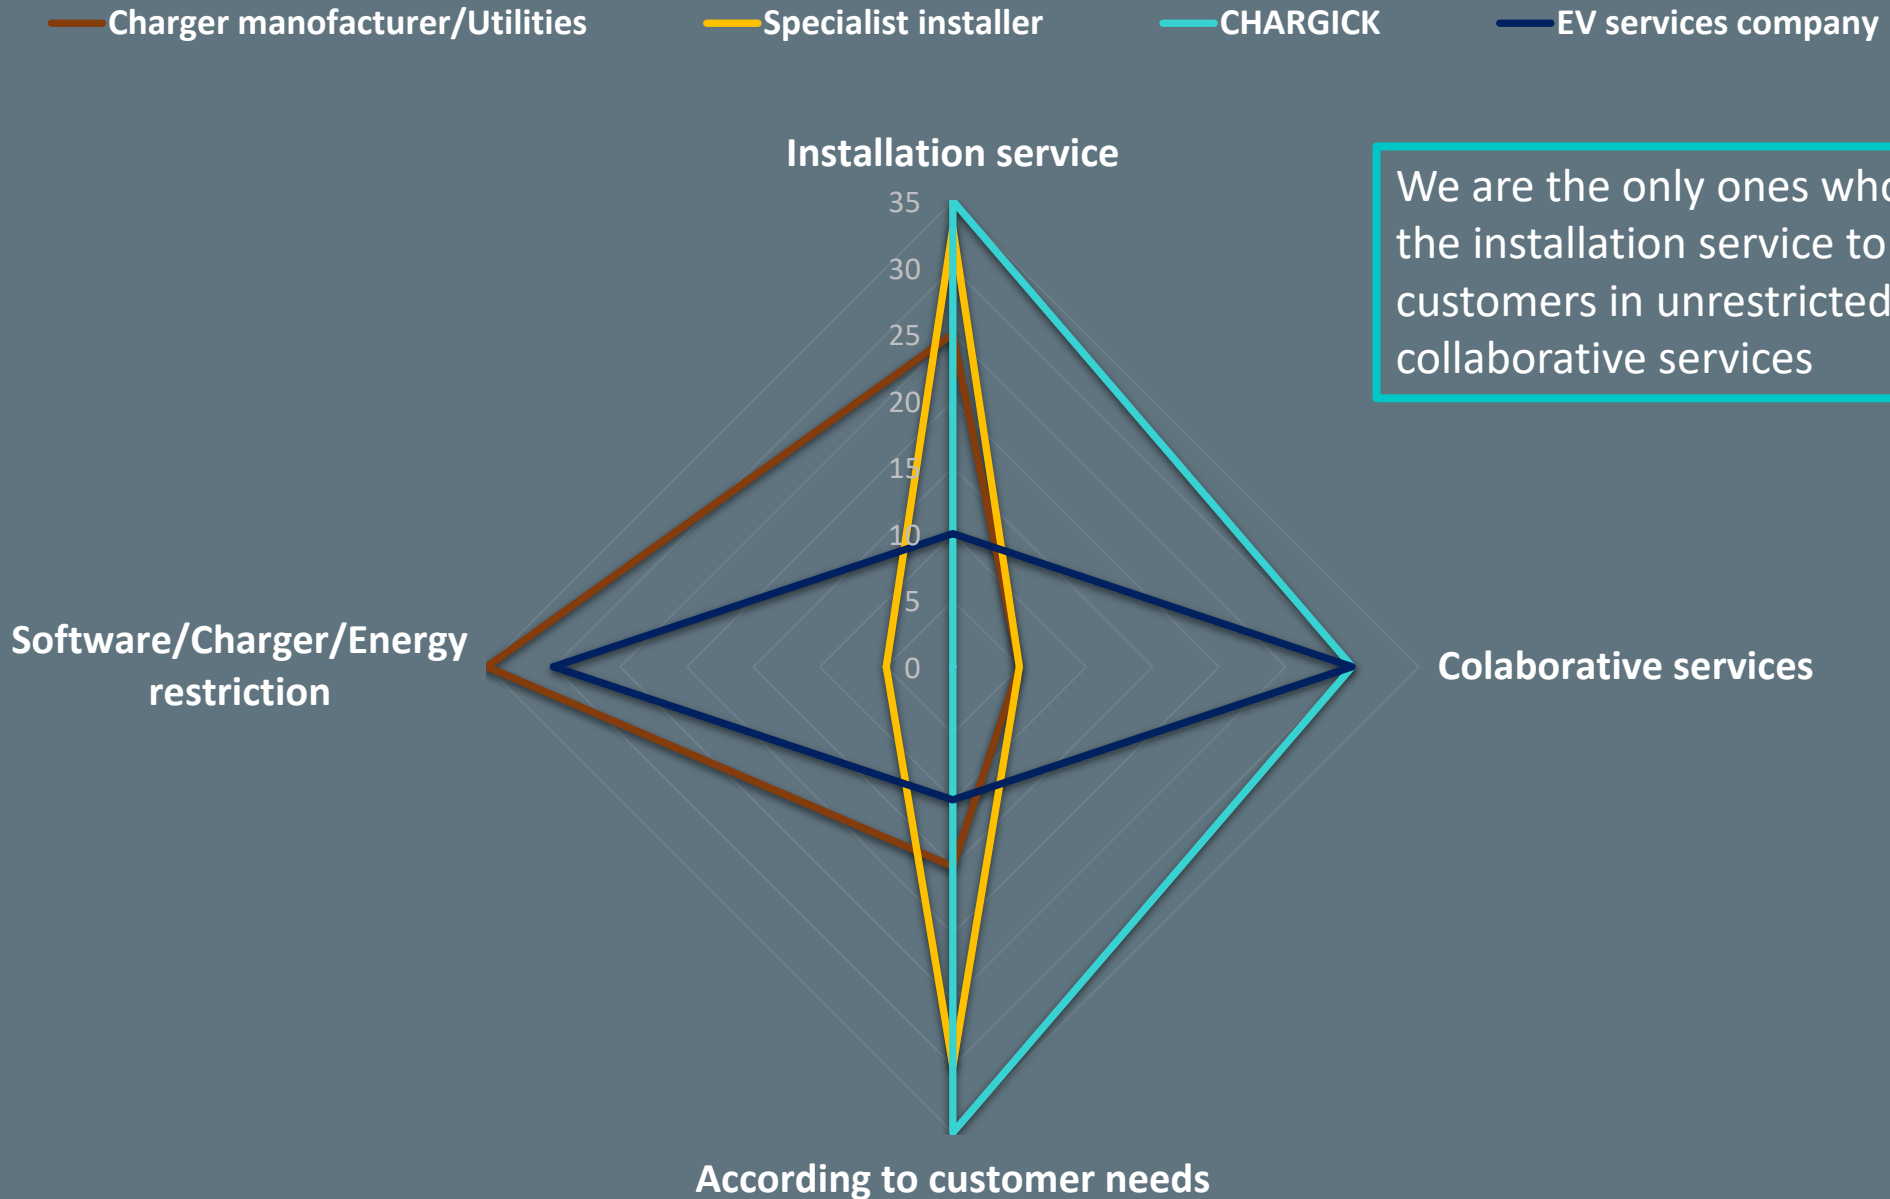 Charger manofacturer/Utilities
Specialist installer
CHARGICK
EV services company
Installation service
We are the only ones who
the installation service to
customers in unrestricted
collaborative services
35
30
25
20
15
10
5
0
Software/Charger/Energy
restriction
Colaborative services
According to customer needs